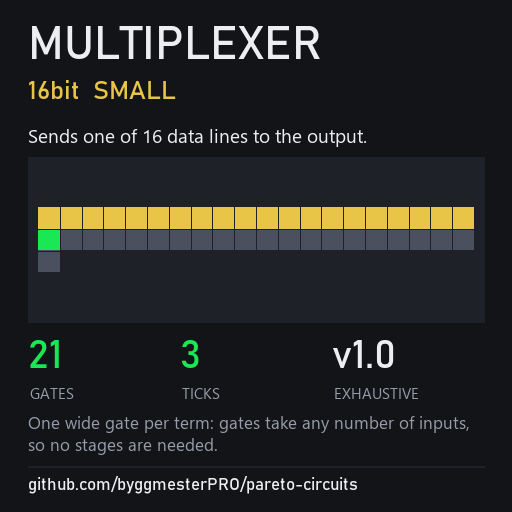 MULTIPLEXER
16bit SMALL
Sends one of 16 data lines to the output.
21 3 v1.0
GATES TICKS EXHAUSTIVE
One wide gate per term: gates take any number of inputs,
so no stages are needed.
github.com/byggmesterPRO/pareto-circuits